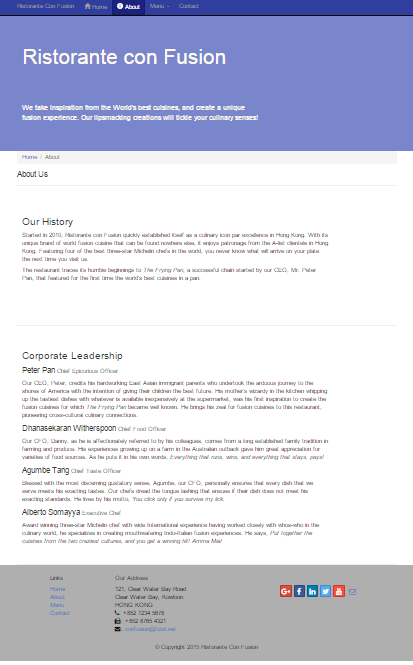 Ristorante Con Fusion Home About Menu Contact
Ristorante con Fusion
We take inspiration from the World's best cuisines, and create a unique
fusion experience. Our lipsmacking creations will tickle your culinary senses!
Home / About
About Us
Our History
Started in 2010, Ristorante con Fusion quickly established itself as a culinary icon par excellence in Hong Kong. With its
unique brand of world fusion cuisine that can be found nowhere else, it enjoys patronage from the A-list clientele in Hong
Kong. Featuring four of the best three-star Michelin chefs in the world, you never know what will arrive on your plate
the next time you visit us.
The restaurant traces its humble beginnings to The Frying Pan, a successful chain started by our CEO, Mr. Peter
Pan, that featured for the first time the world's best cuisines in a pan.
Corporate Leadership
Peter Pan Chief Epicurious Officer
Our CEO, Peter, credits his hardworking East Asian immigrant parents who undertook the arduous journey to the
shores of America with the intention of giving their children the best future. His mother's wizardy in the kitchen whipping
up the tastiest dishes with whatever is available inexpensively at the supermarket, was his first inspiration to create the
fusion cuisines for which The Frying Pan became well known. He brings his zeal for fusion cuisines to this restaurant,
pioneering cross-cultural culinary connections.
Dhanasekaran Witherspoon Chief Food Officer
Our CFO, Danny, as he is affectionately referred to by his colleagues, comes from a long established family tradition in
farming and produce. His experiences growing up on a farm in the Australian outback gave him great appreciation for
varieties of food sources. As he puts it in his own words, Everything that runs, wins, and everything that stays, pays!
Agumbe Tang Chief Taste Officer
Blessed with the most discerning gustatory sense, Agumbe, our CFO, personally ensures that every dish that we
serve meets his exacting tastes. Our chefs dread the tongue lashing that ensues if their dish does not meet his
exacting standards. He lives by his motto, You click only if you survive my lick.
Alberto Somayya Executive Chef
Award winning three-star Michelin chef with wide International experience having worked closely with whos-who in the
culinary world, he specializes in creating mouthwatering Indo-Italian fusion experiences. He says, Put together the
cuisines from the two craziest cultures, and you get a winning hit! Amma Mia!
Links
Home
About
Menu
Contact
Our Address
121, Clear Water Bay Road
Clear Water Bay, Kowloon
HONG KONG
: +852 1234 5678
: +852 8765 4321
: confusion@food.net
© Copyright 2015 Ristorante Con Fusion